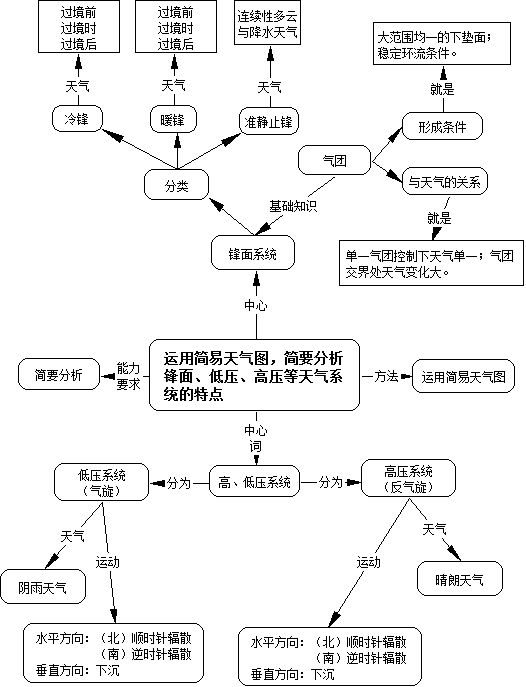 过境前
过境时
过境后
过境前
过境时
过境后
连续性多云
与降水天气
大范围均一的下垫面；
稳定环流条件。
天气
天气
天气
就是
冷锋
暖锋
准静止锋
形成条件
气团
分类
与天气的关系
基础知识
就是
锋面系统
单一气团控制下天气单一；气团
交界处天气变化大。
中心
运用简易天气图，简要分析
锋面、低压、高压等天气系
统的特点
简要分析
能力
要求
方法
运用简易天气图
中心
词
低压系统
（气旋）
分为
高、低压系统
分为
高压系统
（反气旋）
天气
运动
运动
天气
阴雨天气
晴朗天气
水平方向：（北）顺时针辐散
（南）逆时针辐散
垂直方向：下沉
水平方向：（北）顺时针辐散
（南）逆时针辐散
垂直方向：下沉